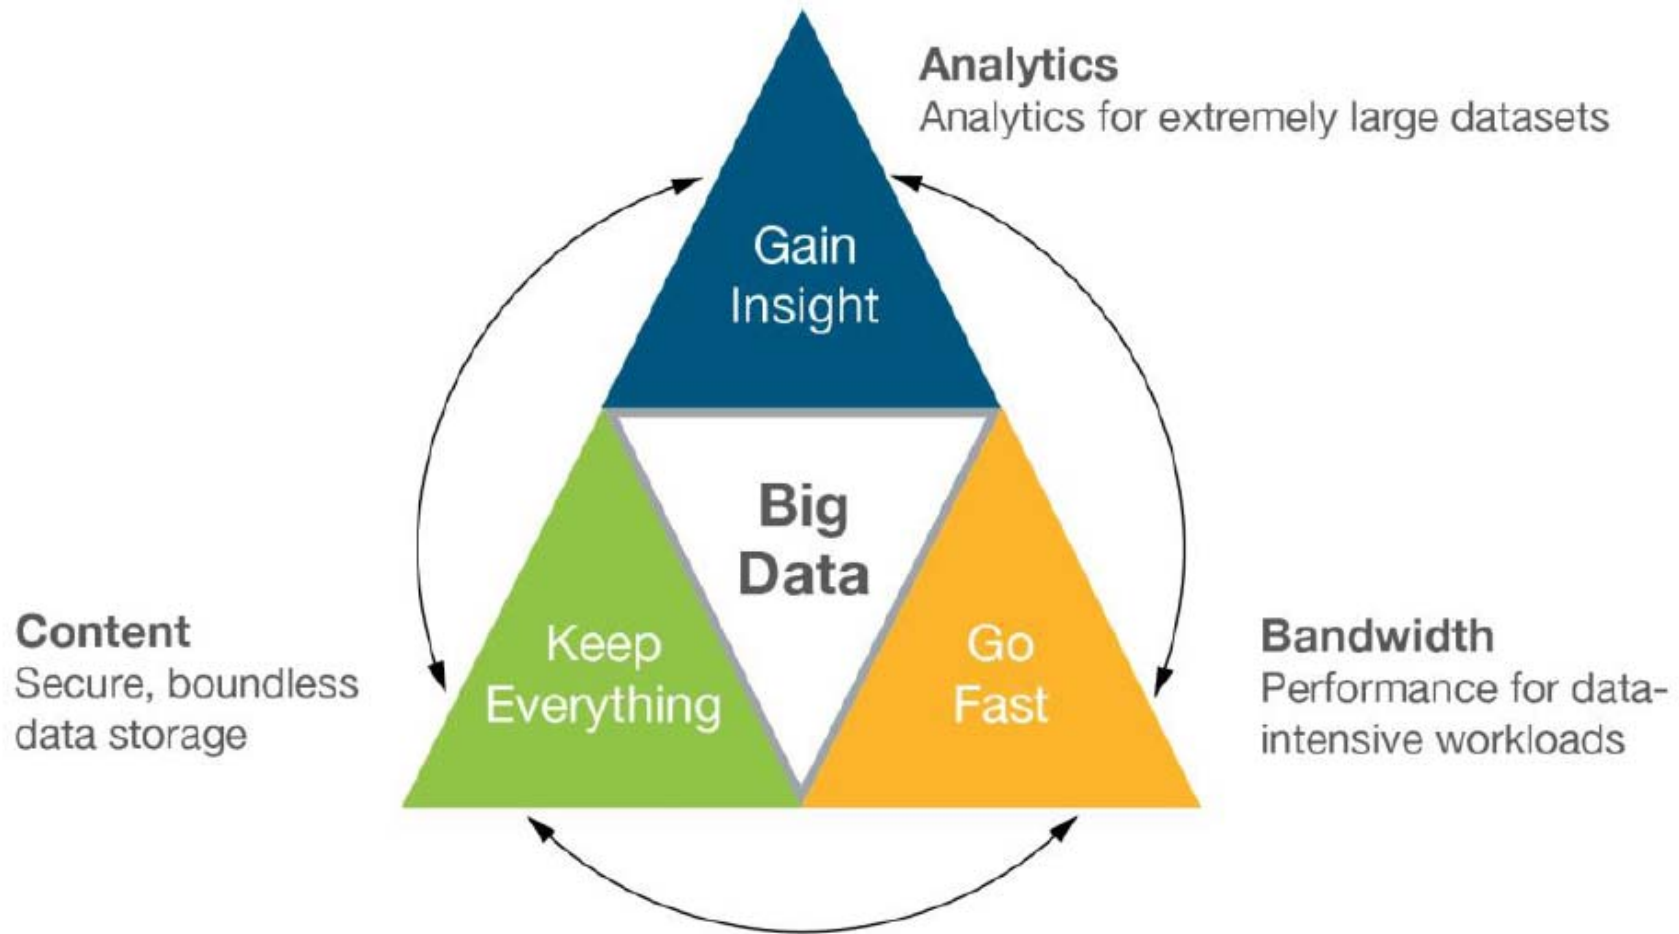 Analytics
Analytics for extremely large datasets
Gain
Insight
Big
Data
Content
Secure, boundless
data storage
Keep
Everything
Go
Fast
Bandwidth
Performance for data-
intensive workloads